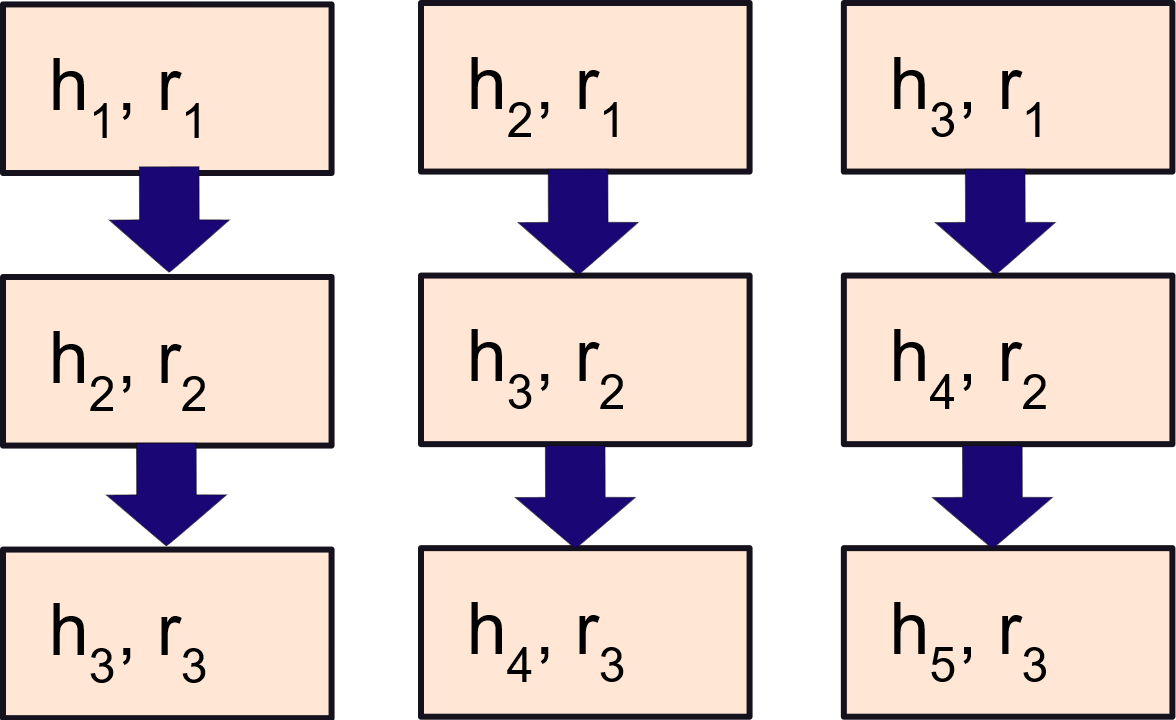 h₁, r₁
h₂, r₁
h₃, r₁
h₂, r₂
h₃, r₂
h₄, r₂
h₃, r₃
h₄, r₃
h₅, r₃